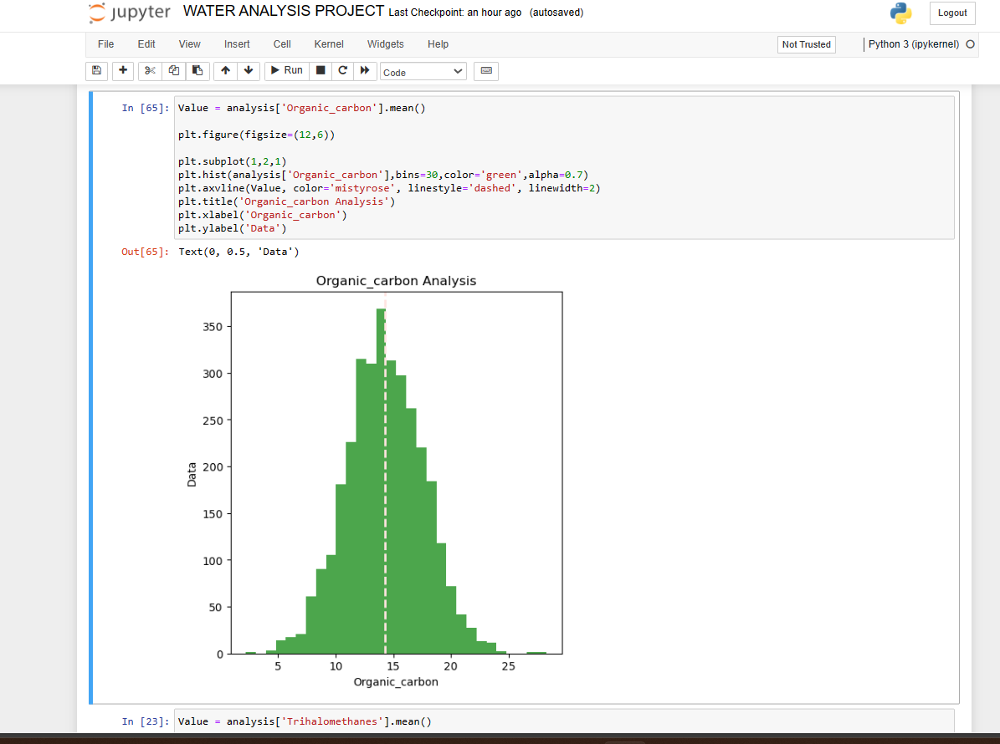 jupyter WATER ANALYSIS PROJECT Last Checkpoint: an hour ago (autosaved) Logout
File Edit View Insert Cell Kernel Widgets Help Not Trusted Python 3 (ipykernel)
Run Code
In [65]: Value = analysis['Organic_carbon'].mean()
plt.figure(figsize=(12,6))
plt.subplot(1,2,1)
plt.hist(analysis['Organic_carbon'],bins=30,color='green',alpha=0.7)
plt.axvline(Value, color='mistyrose', linestyle='dashed', linewidth=2)
plt.title('Organic_carbon Analysis')
plt.xlabel('Organic_carbon')
plt.ylabel('Data')
Out[65]: Text(0, 0.5, 'Data')
Organic_carbon Analysis
350
300
250
200
150
100
50
0
Data
5 10 15 20 25
Organic_carbon
In [23]: Value = analysis['Trihalomethanes'].mean()